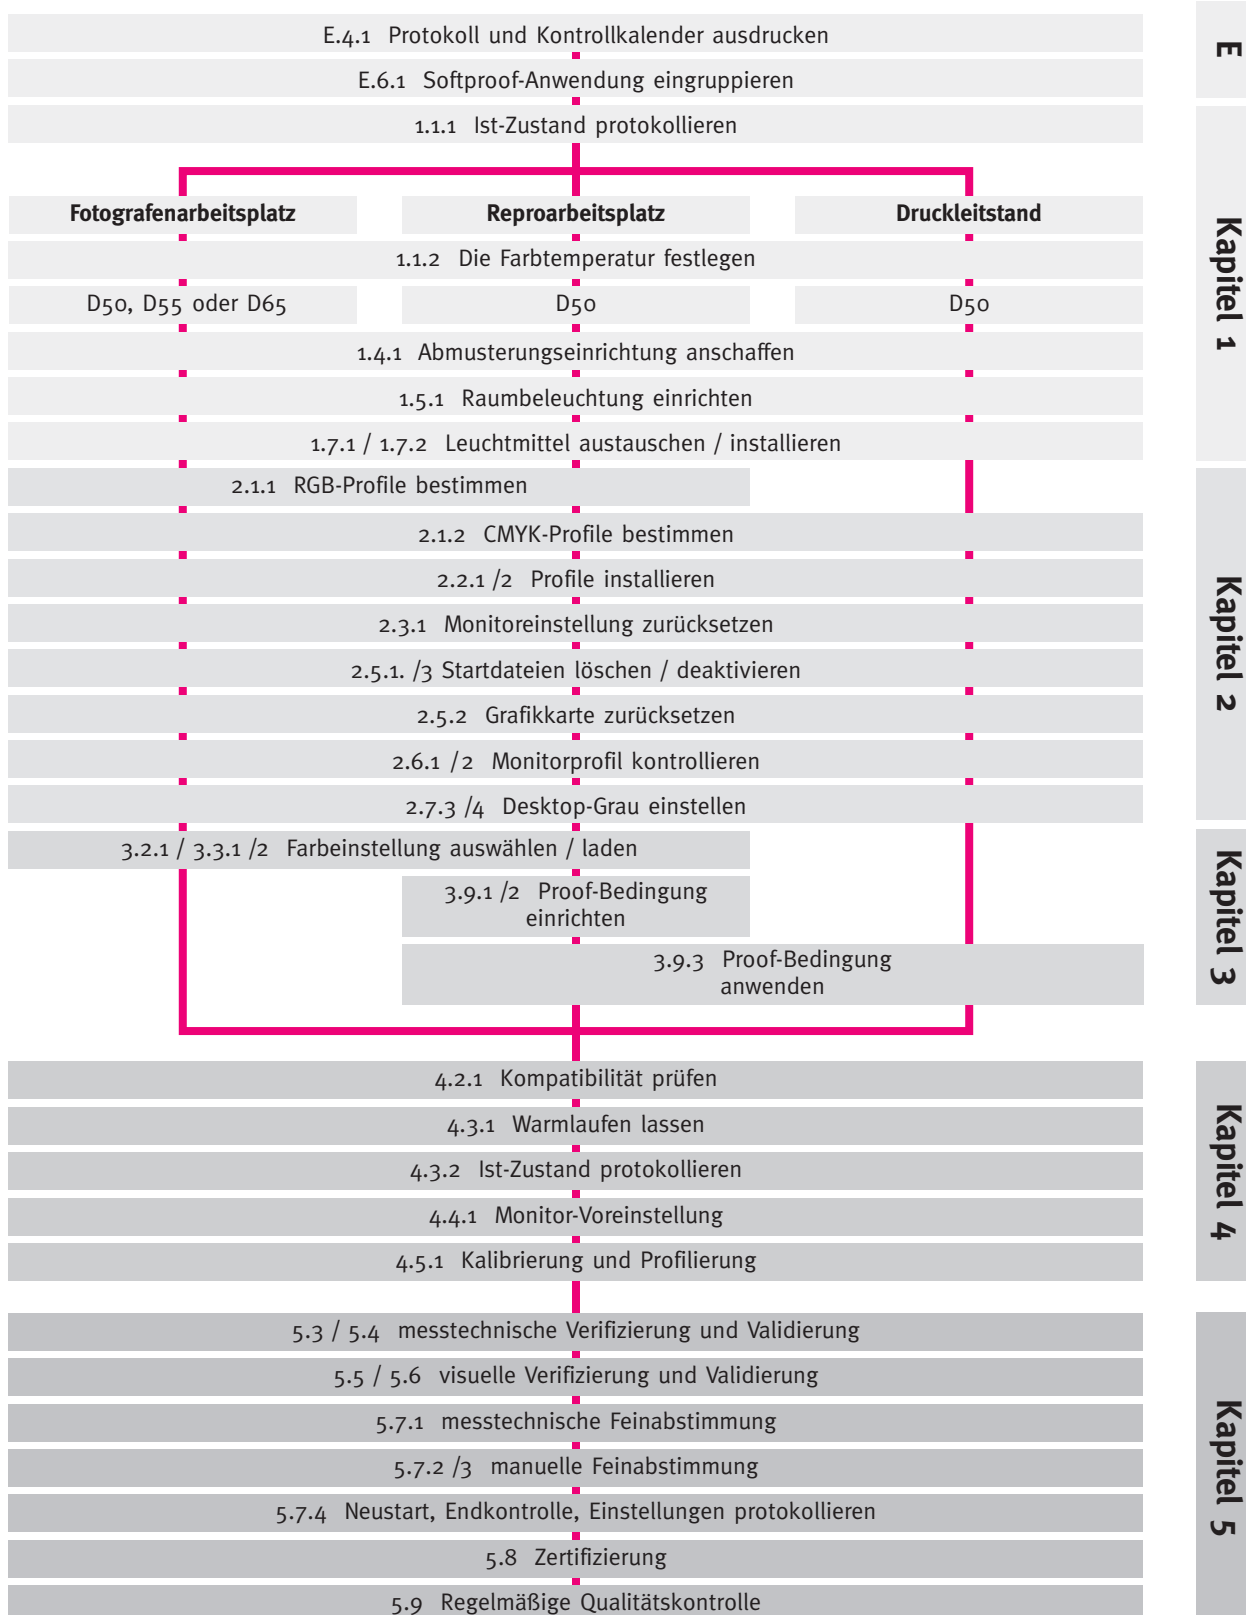 E.4.1 Protokoll und Kontrollkalender ausdrucken
E.6.1 Softproof-Anwendung eingruppieren
E
1.1.1 Ist-Zustand protokollieren
Fotografenarbeitsplatz
Reproarbeitsplatz
Druckleitstand
1.1.2 Die Farbtemperatur festlegen
D50, D55 oder D65
D50
D50
1.4.1 Abmusterungseinrichtung anschaffen
1.5.1 Raumbeleuchtung einrichten
1.7.1 / 1.7.2 Leuchtmittel austauschen / installieren
Kapitel 1
2.1.1 RGB-Profile bestimmen
2.1.2 CMYK-Profile bestimmen
2.2.1 /2 Profile installieren
2.3.1 Monitoreinstellung zurücksetzen
2.5.1. /3 Startdateien löschen / deaktivieren
2.5.2 Grafikkarte zurücksetzen
2.6.1 /2 Monitorprofil kontrollieren
2.7.3 /4 Desktop-Grau einstellen
Kapitel 2
3.2.1 / 3.3.1 /2 Farbeinstellung auswählen / laden
3.9.1 /2 Proof-Bedingung
einrichten
3.9.3 Proof-Bedingung
anwenden
Kapitel 3
4.2.1 Kompatibilität prüfen
4.3.1 Warmlaufen lassen
4.3.2 Ist-Zustand protokollieren
4.4.1 Monitor-Voreinstellung
4.5.1 Kalibrierung und Profilierung
Kapitel 4
5.3 / 5.4 messtechnische Verifizierung und Validierung
5.5 / 5.6 visuelle Verifizierung und Validierung
5.7.1 messtechnische Feinabstimmung
5.7.2 /3 manuelle Feinabstimmung
5.7.4 Neustart, Endkontrolle, Einstellungen protokollieren
5.8 Zertifizierung
5.9 Regelmäßige Qualitätskontrolle
Kapitel 5